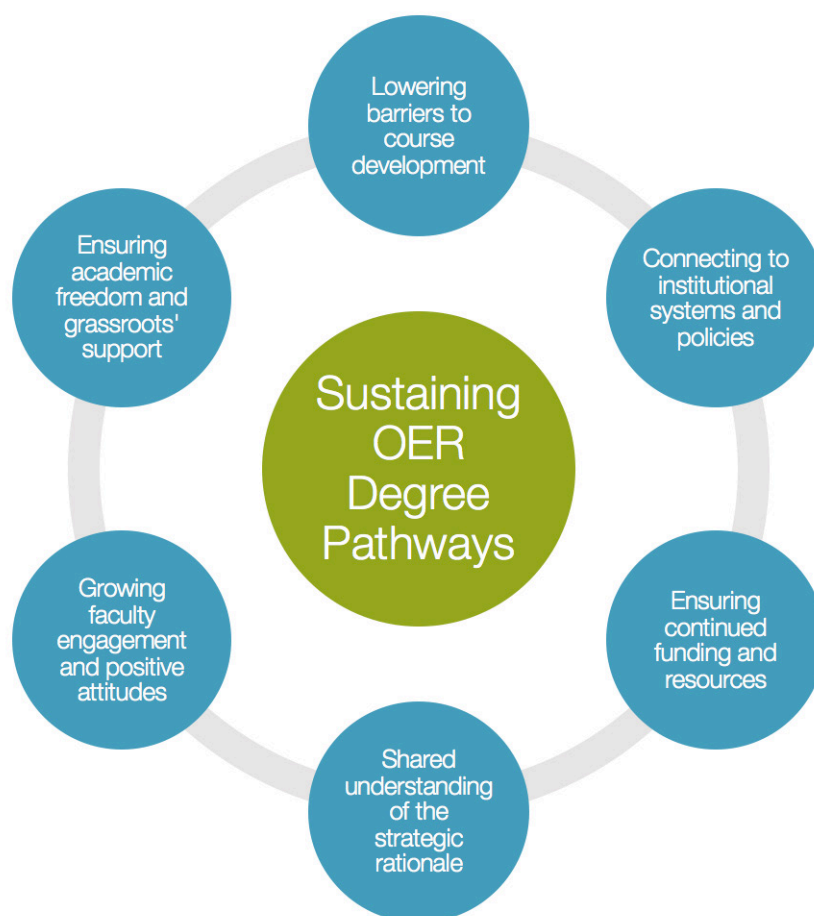 Lowering
barriers to
course
development
Connecting to
institutional
systems and
policies
Ensuring
continued
funding and
resources
Shared
understanding
of the
strategic
rationale
Growing
faculty
engagement
and positive
attitudes
Ensuring
academic
freedom and
grassroots'
support
Sustaining
OER
Degree
Pathways